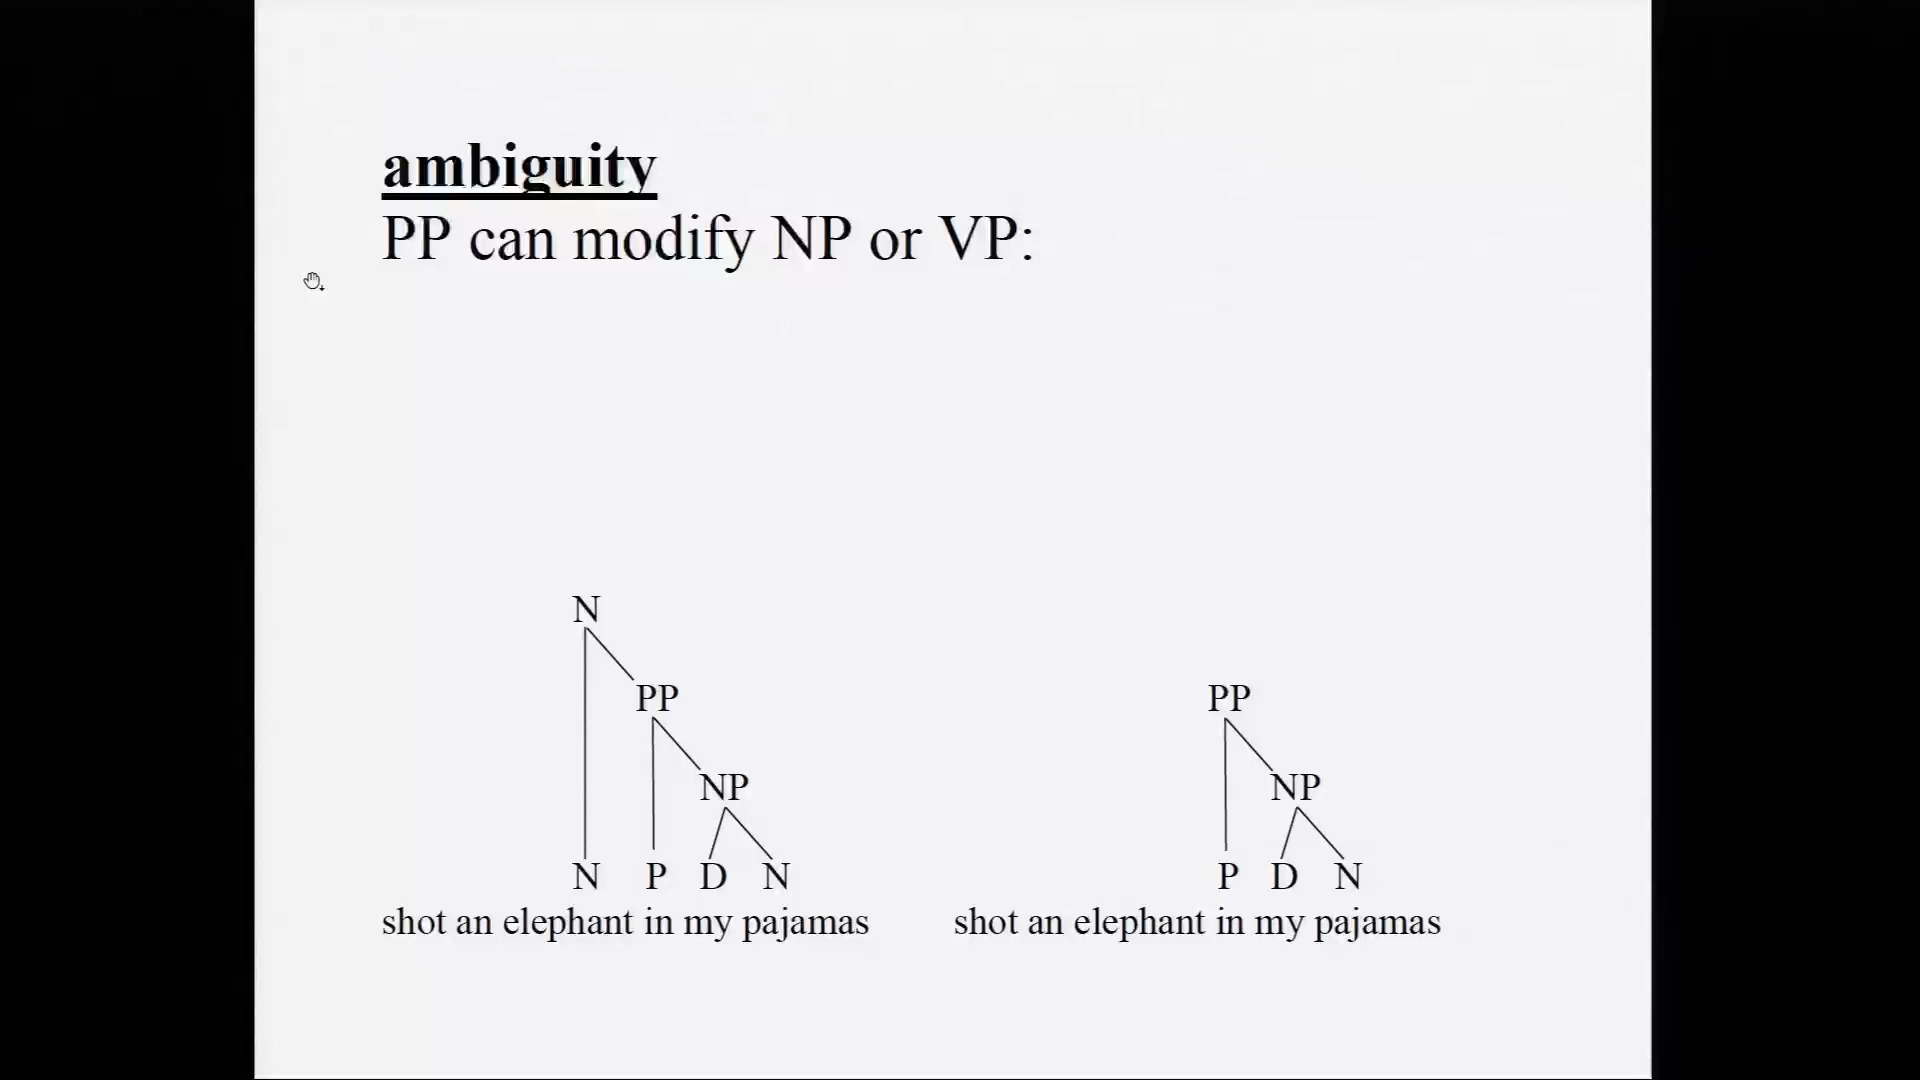 ambiguity
PP can modify NP or VP:
N
PP
PP
NP
NP
N P D N
P D N
shot an elephant in my pajamas
shot an elephant in my pajamas